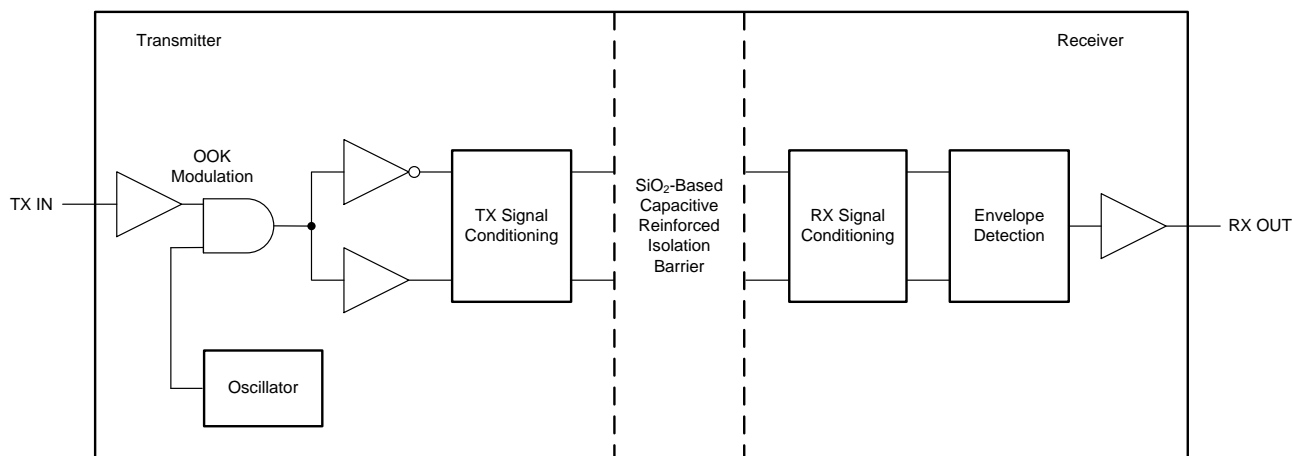 Transmitter
Receiver
OOK
Modulation
TX IN
TX Signal
Conditioning
SiO₂-Based
Capacitive
Reinforced
Isolation
Barrier
RX Signal
Conditioning
Envelope
Detection
RX OUT
Oscillator